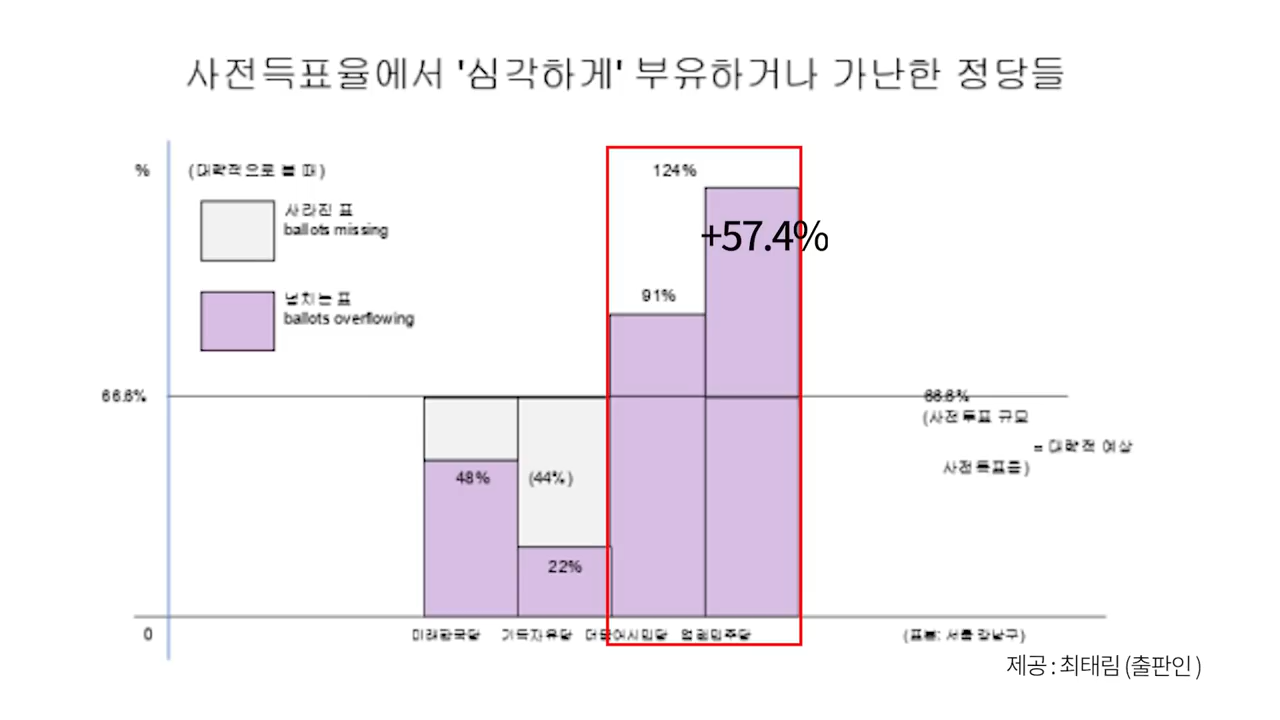 사전득표율에서 '심각하게' 부유하거나 가난한 정당들
% (대략적으로 볼 때)
사라진 표
ballots missing
넘치는 표
ballots overflowing
124%
+57.4%
91%
66.6%
66.6%
(사전투표 규모
= 대략적 예상
사전득표율)
48%
(44%)
22%
0
미래한국당 기독자유당 더불어시민당 열린민주당
(표본: 서울 강남구)
제공 : 최태림 (출판인)